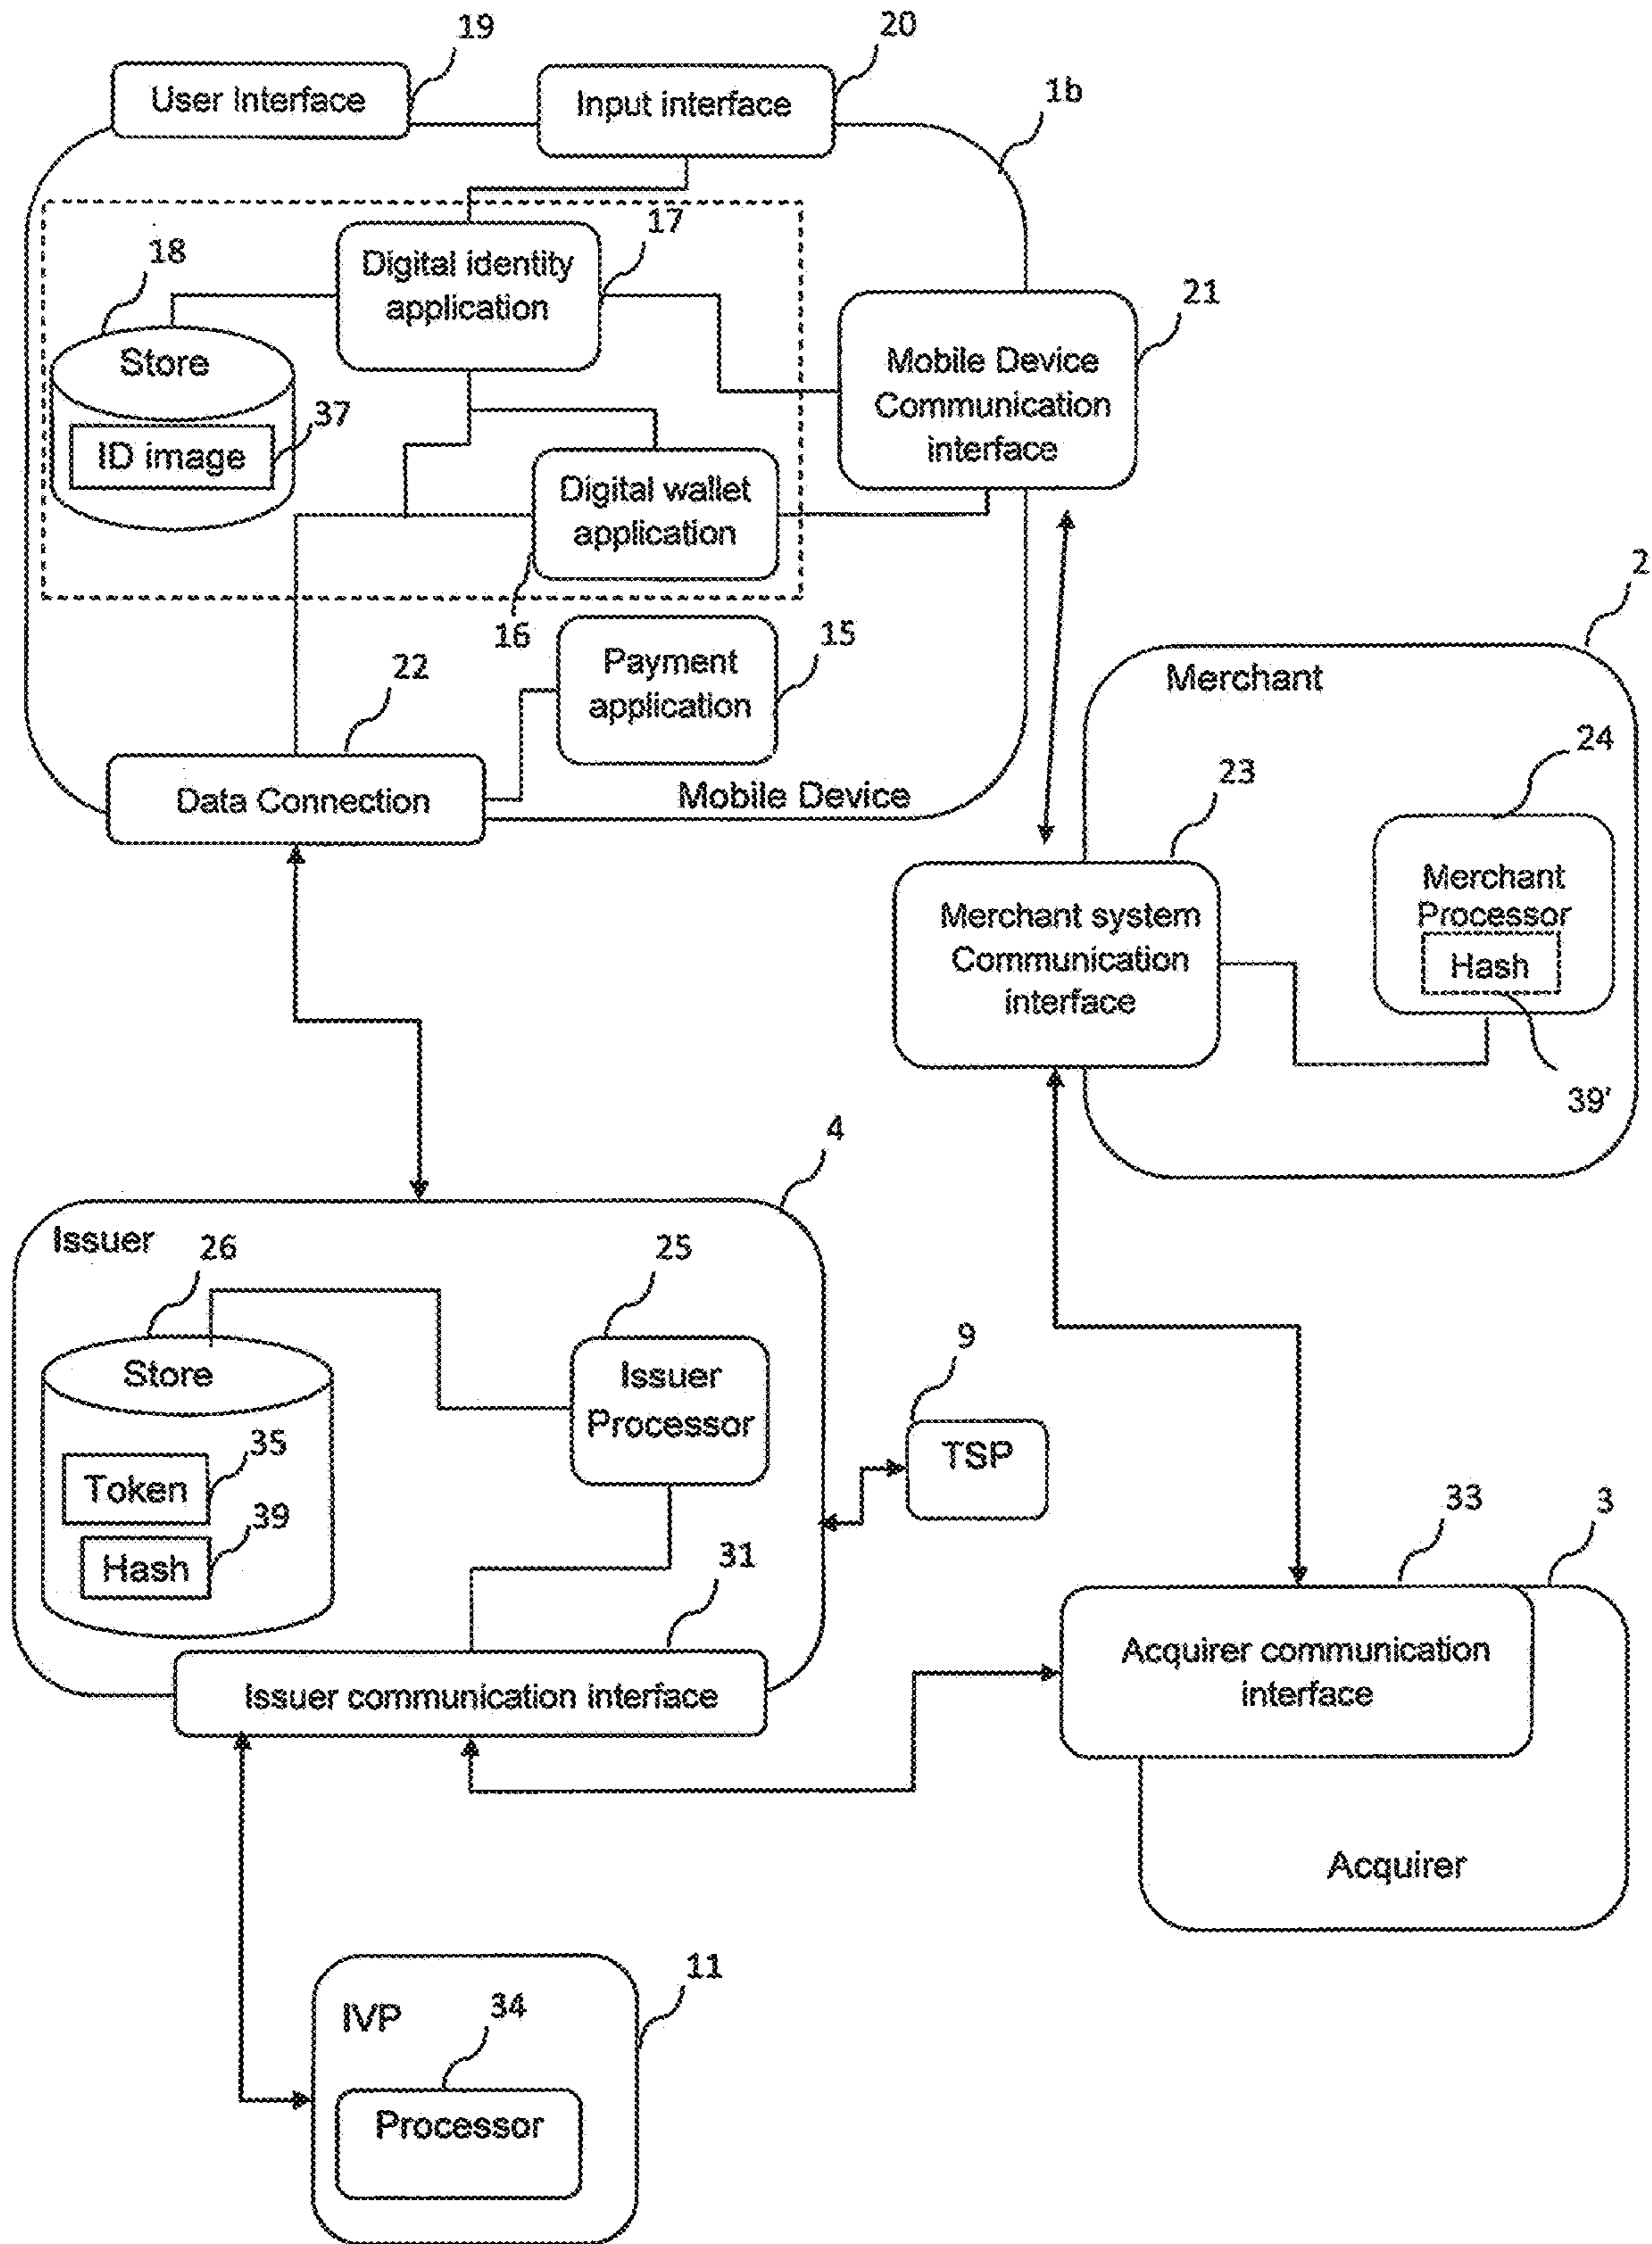 19
20
User Interface
Input interface
1b
17
18
Digital identity
application
21
Store
Mobile Device
Communication
interface
37
ID image
Digital wallet
application
16
15
2
22
Payment
application
Merchant
24
Data Connection
Mobile Device
23
Merchant
Processor
Hash
Merchant system
Communication
interface
39'
4
Issuer
26
25
9
Store
Issuer
Processor
TSP
35
Token
39
Hash
33
3
31
Acquirer communication
interface
Issuer communication interface
Acquirer
11
34
IVP
Processor